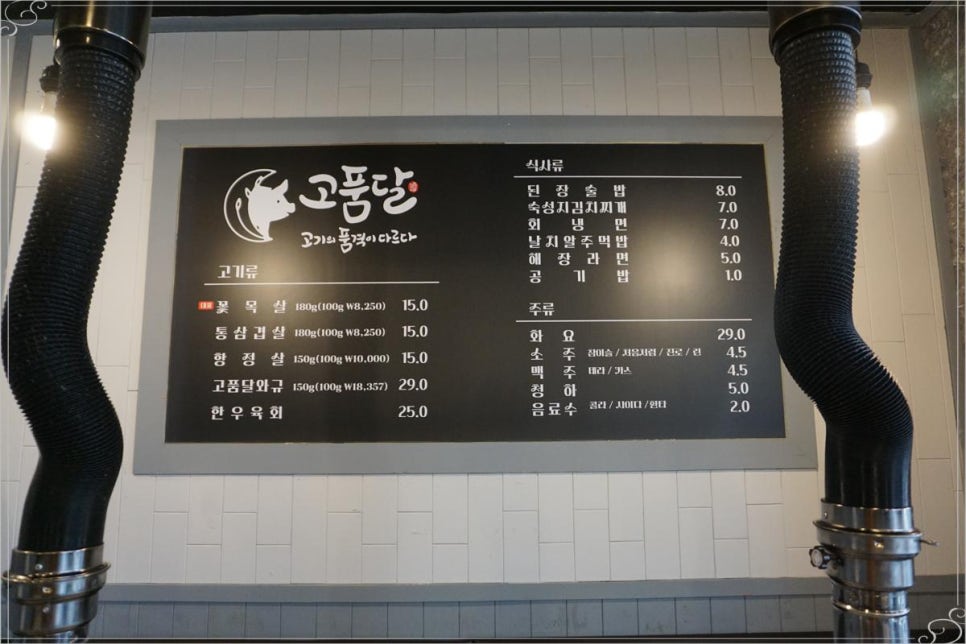 고품달
고기의 품격이 다르다
고기류
대표 꽃목살 180g(100g ₩8,250) 15.0
통삼겹살 180g(100g ₩8,250) 15.0
항정살 150g(100g ₩10,000) 15.0
고품달와규 150g(100g ₩18,357) 29.0
한우육회 25.0
식사류
된장술밥 8.0
숙성지김치찌개 7.0
회냉면 7.0
날치알주먹밥 4.0
해장라면 5.0
공기밥 1.0
주류
화요 29.0
소주 참이슬 / 처음처럼 / 진로 / 린 4.5
맥주 테라 / 카스 4.5
청하 5.0
음료수 콜라 / 사이다 / 환타 2.0